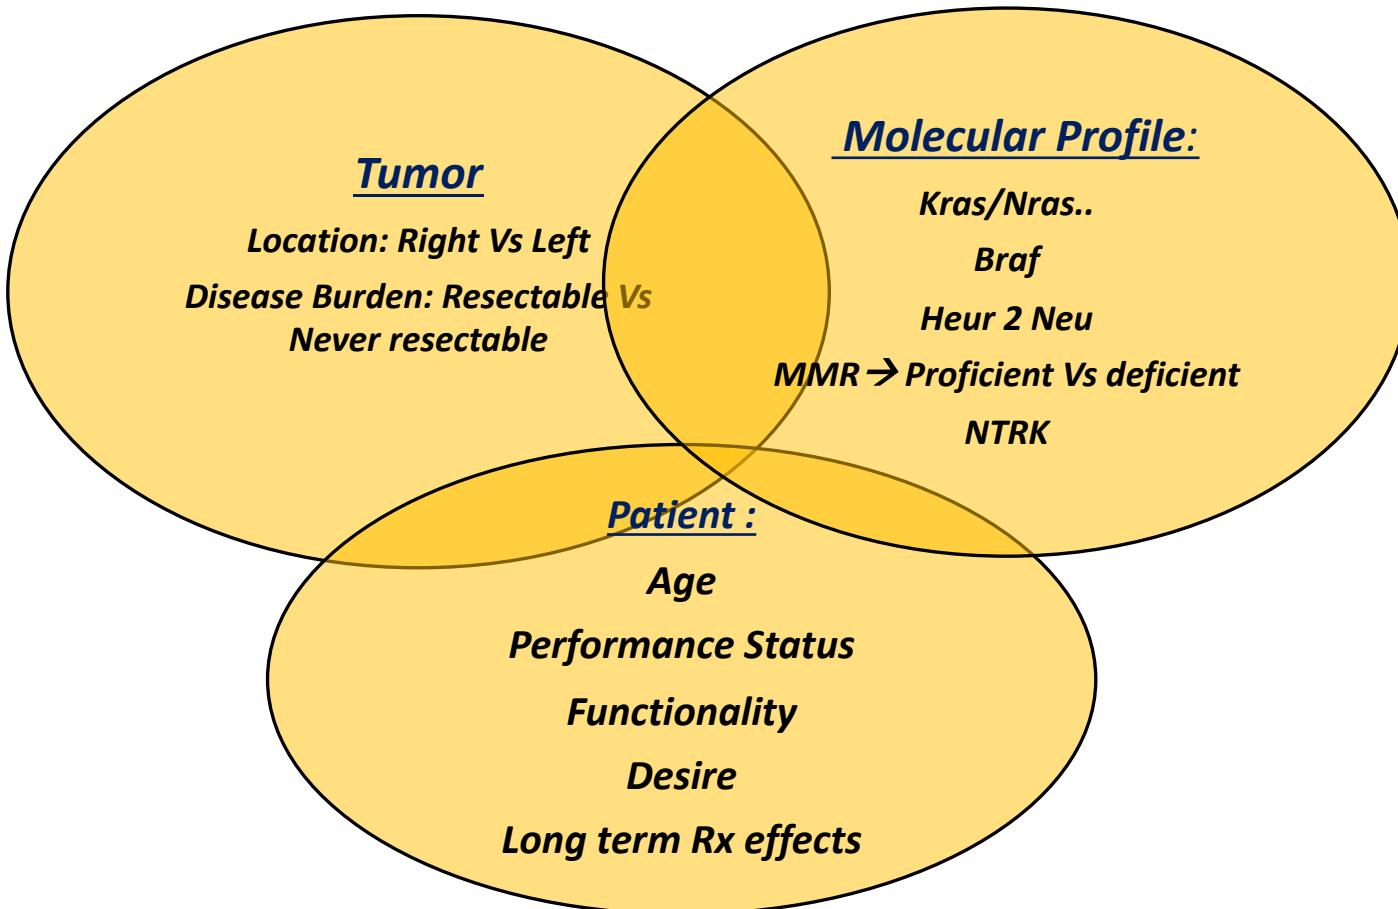 Tumor
Location: Right Vs Left
Disease Burden: Resectable Vs
Never resectable
Molecular Profile:
Kras/Nras..
Braf
Heur 2 Neu
MMR→ Proficient Vs deficient
NTRK
Patient :
Age
Performance Status
Functionality
Desire
Long term Rx effects